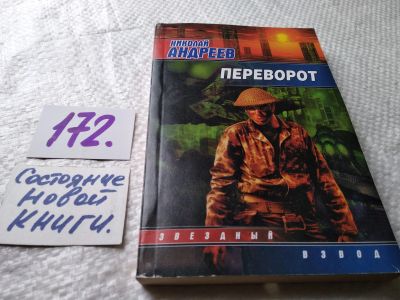 172.
Состояние
новой
книги.
НИКОЛАЙ
АНДРЕЕВ
ПЕРЕВОРОТ
ЗВЕЗДНЫЙ
ВЗВОД